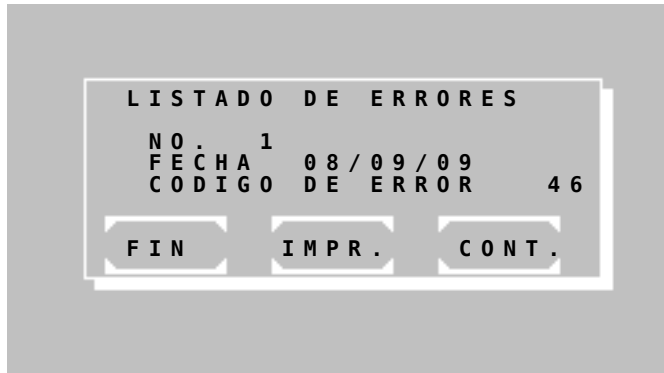 LISTADO DE ERRORES
NO. 1
FECHA 08/09/09
CODIGO DE ERROR 46
FIN IMPR. CONT.